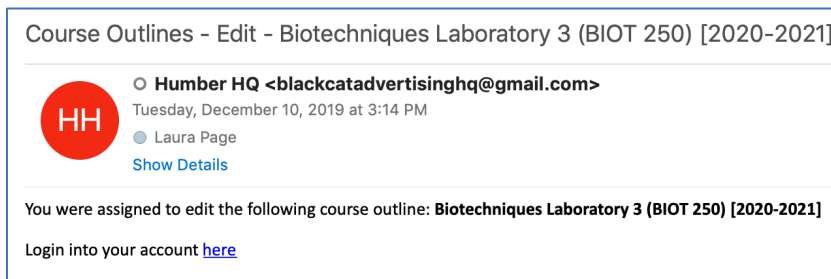 Course Outlines - Edit - Biotechniques Laboratory 3 (BIOT 250) [2020-2021]
HH
Humber HQ <blackcatadvertisinghq@gmail.com>
Tuesday, December 10, 2019 at 3:14 PM
Laura Page
Show Details
You were assigned to edit the following course outline: Biotechniques Laboratory 3 (BIOT 250) [2020-2021]
Login into your account here